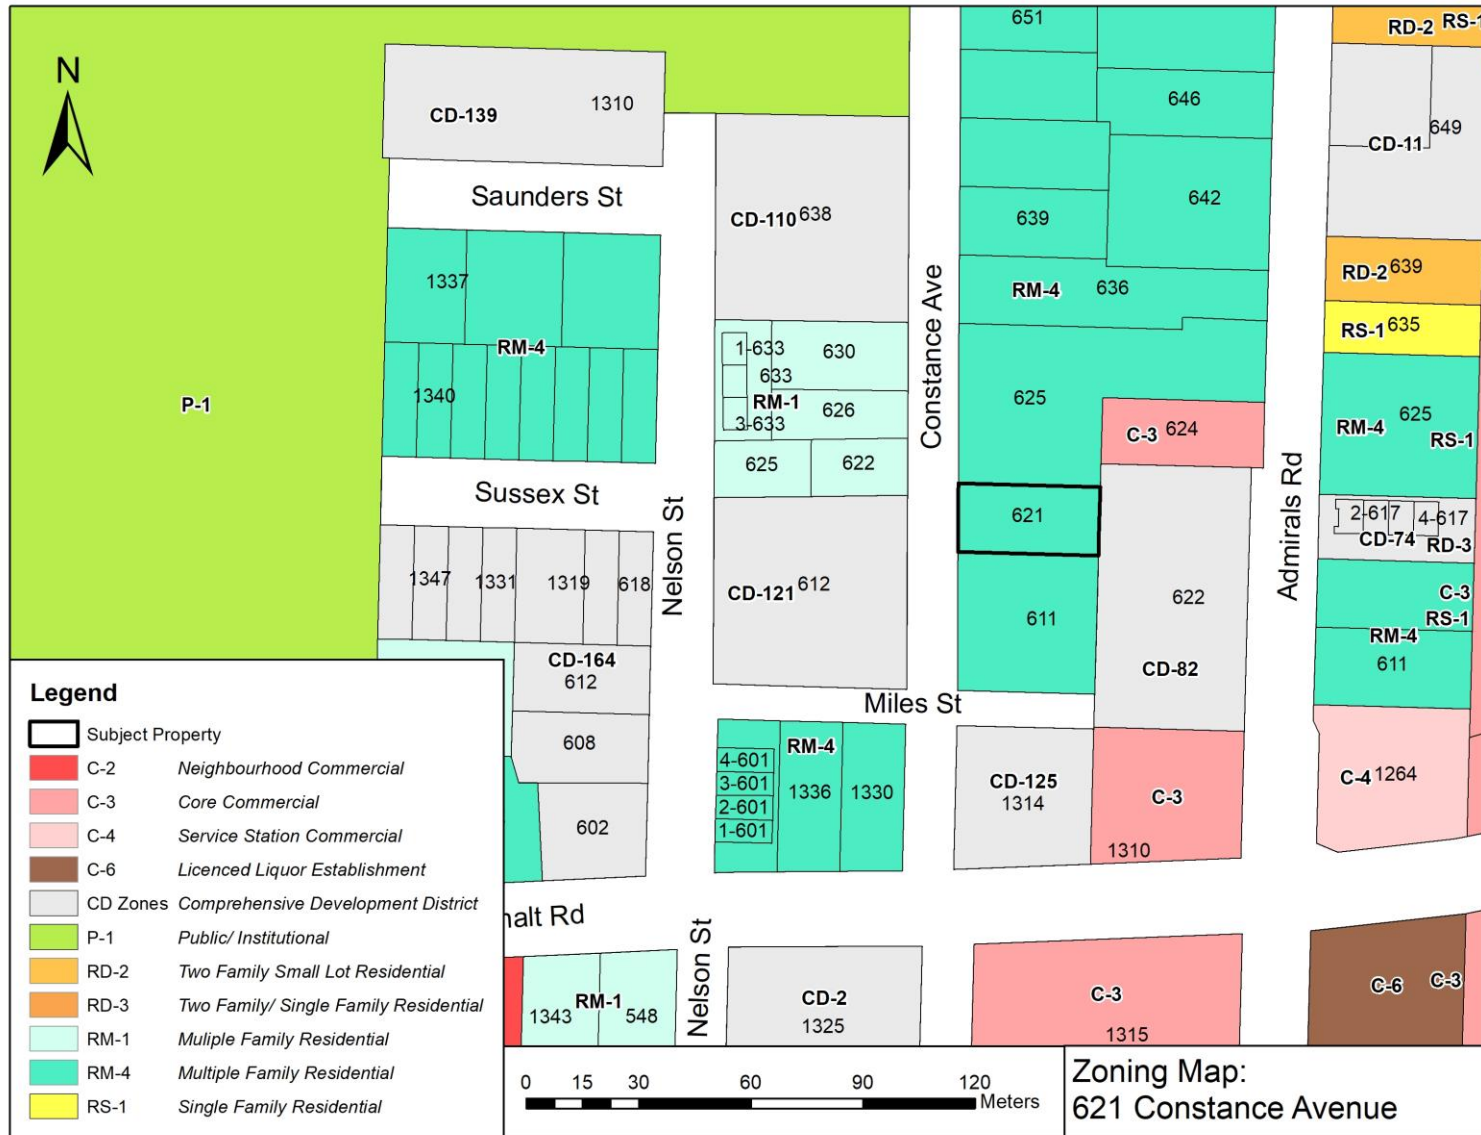 N
CD-139
1310
Saunders St
1337
RM-4
1340
P-1
Sussex St
1347
1331
1319
618
CD-164
612
608
602
Nelson St
CD-110
638
1-633
633
3-633
RM-1
630
626
625
622
CD-121
612
Constance Ave
651
646
642
639
RM-4
636
625
C-3
624
621
611
622
CD-82
Miles St
RM-4
4-601
3-601
2-601
1-601
1336
1330
CD-125
1314
C-3
1310
Admirals Rd
RD-2
RS-1
649
CD-11
RD-2
639
RS-1
635
RM-4
625
RS-1
2-617
4-617
CD-74
RD-3
C-3
RS-1
RM-4
611
C-4
1264
halt Rd
RM-1
1343
548
Nelson St
CD-2
1325
C-3
1315
C-6
C-3
Legend
Subject Property
C-2 Neighbourhood Commercial
C-3 Core Commercial
C-4 Service Station Commercial
C-6 Licenced Liquor Establishment
CD Zones Comprehensive Development District
P-1 Public/ Institutional
RD-2 Two Family Small Lot Residential
RD-3 Two Family/ Single Family Residential
RM-1 Muliple Family Residential
RM-4 Multiple Family Residential
RS-1 Single Family Residential
0 15 30 60 90 120
Meters
Zoning Map:
621 Constance Avenue